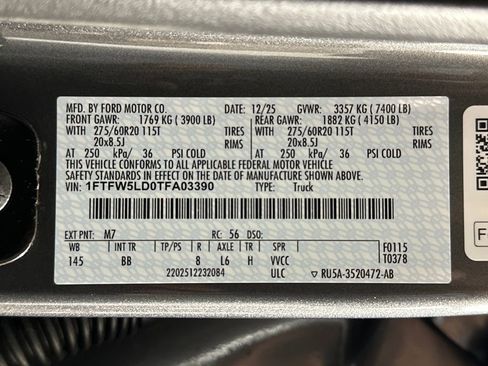 MFD. BY FORD MOTOR CO. DATE: 12/25 GVWR: 3357 KG ( 7400 LB)
FRONT GAWR: 1769 KG ( 3900 LB) REAR GAWR: 1882 KG ( 4150 LB)
WITH 275/60R20 115T TIRES WITH 275/60R20 115T TIRES
20x8.5J RIMS 20x8.5J RIMS
AT 250 kPa/ 36 PSI COLD AT 250 kPa/ 36 PSI COLD
THIS VEHICLE CONFORMS TO ALL APPLICABLE FEDERAL MOTOR VEHICLE
SAFETY AND THEFT PREVENTION STANDARDS IN EFFECT ON THE DATE OF MANUFACTURE SHOWN ABOVE.
VIN: 1FTFW5LD0TFA03390 TYPE: Truck
EXT PNT: M7 RC: 56 DSO:
WB INT TR TP/PS R AXLE TR SPR F0115
145 BB 8 L6 H VVCC T0378
2202512232084 ULC RU5A-3520472-AB